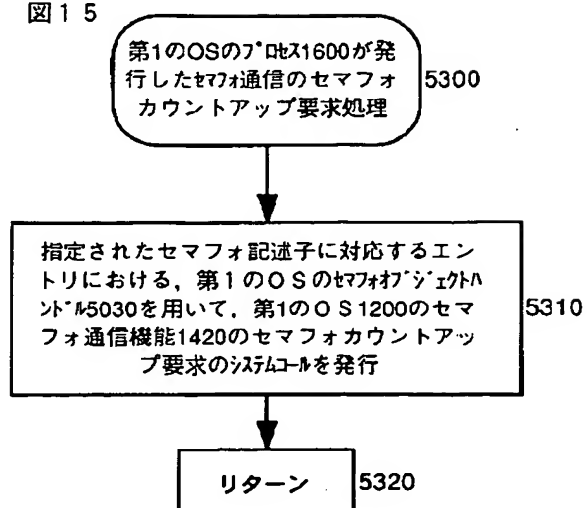 図15
第1のOSのﾌﾟﾛｾｽ1600が発
行したｾﾏﾌｫ通信のセマフォ
カウントアップ要求処理
5300
指定されたセマフォ記述子に対応するエン
トリにおける，第1のＯＳのｾﾏﾌｫｵﾌﾞｼﾞｪｸﾄﾊ
ﾝﾄﾞﾙ5030を用いて，第1のＯＳ1200のセマ
フォ通信機能1420のセマフォカウントアッ
プ要求のｼｽﾃﾑｺｰﾙを発行
5310
リターン
5320